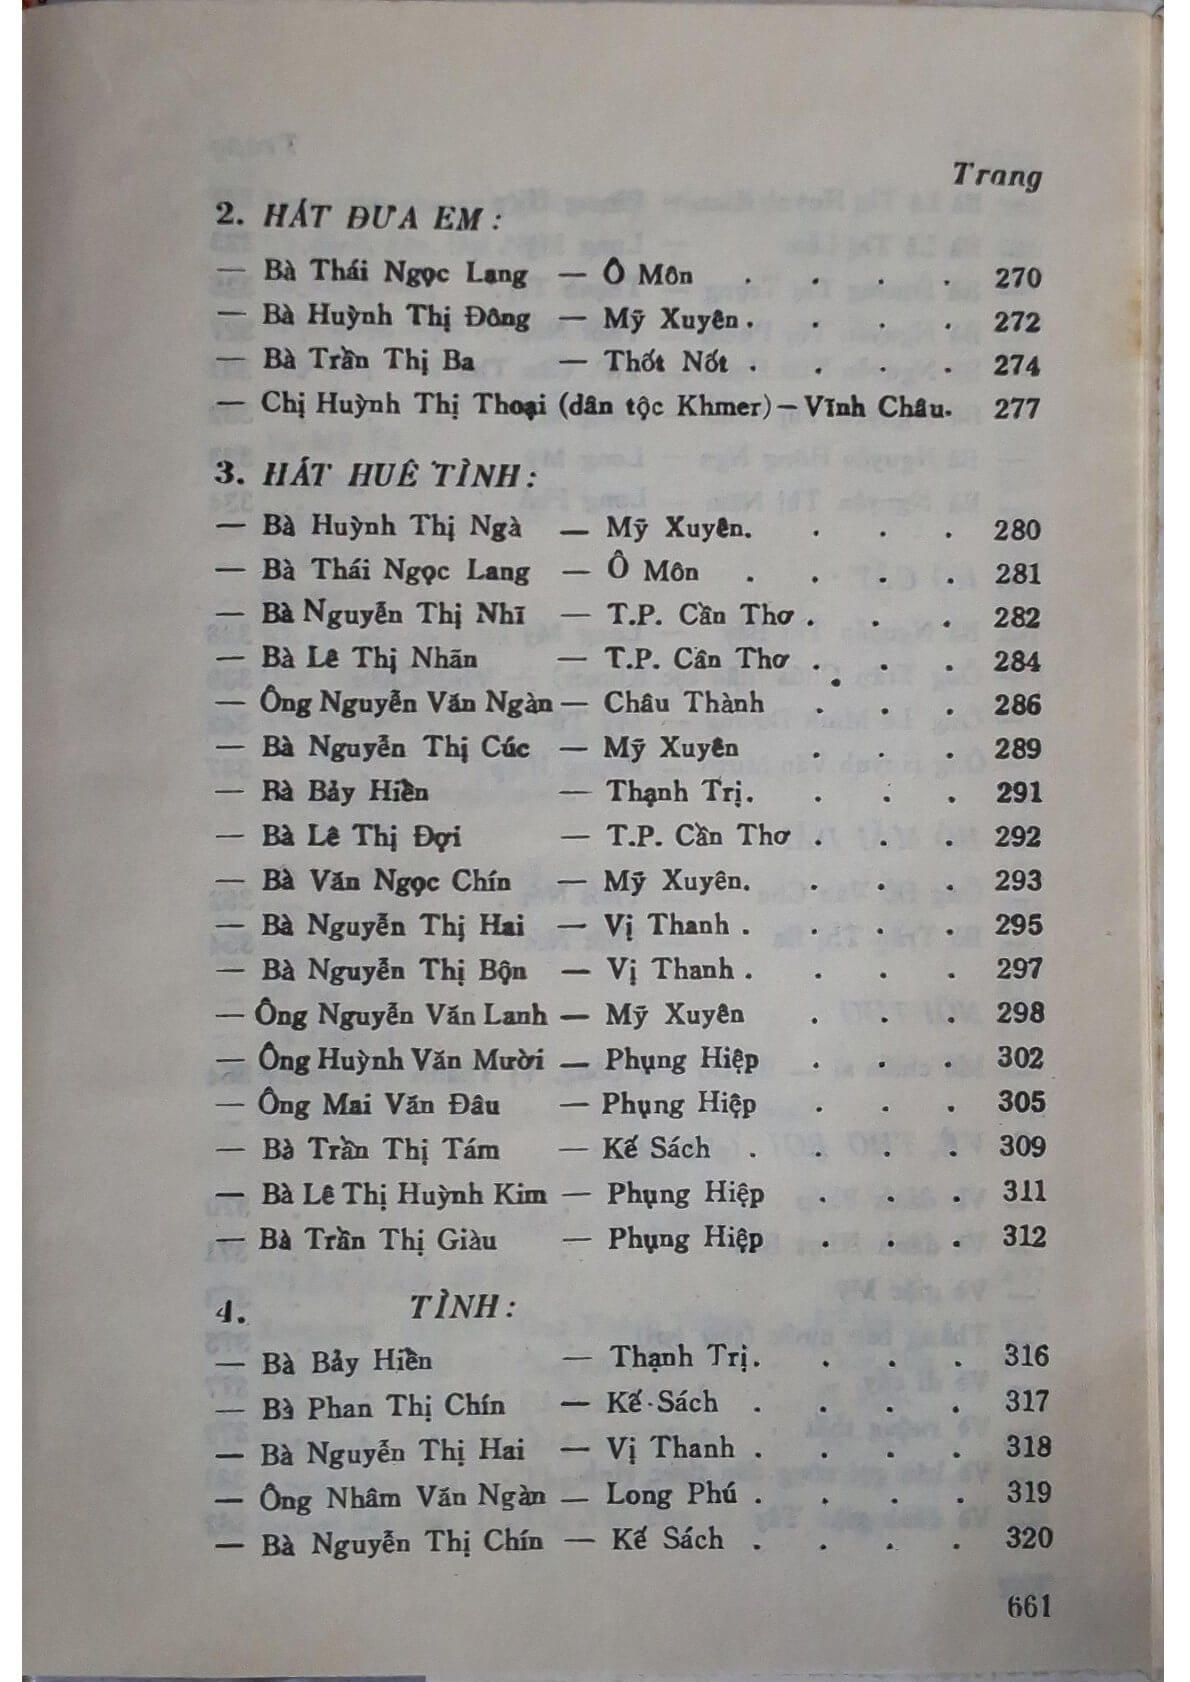 Trang
2. HÁT ĐƯA EM :
— Bà Thái Ngọc Lang — Ô Môn . . . . 270
— Bà Huỳnh Thị Đông — Mỹ Xuyên . . . . 272
— Bà Trần Thị Ba — Thốt Nốt . . . . 274
— Chị Huỳnh Thị Thoại (dân tộc Khmer) — Vĩnh Châu. 277
3. HÁT HUÊ TÌNH :
— Bà Huỳnh Thị Ngà — Mỹ Xuyên. . . . 280
— Bà Thái Ngọc Lang — Ô Môn . . . . 281
— Bà Nguyễn Thị Nhĩ — T.P. Cần Thơ . . . 282
— Bà Lê Thị Nhãn — T.P. Cần Thơ . . . 284
— Ông Nguyễn Văn Ngàn — Châu Thành . . . 286
— Bà Nguyễn Thị Cúc — Mỹ Xuyên . . . 289
— Bà Bảy Hiền — Thạnh Trị. . . . 291
— Bà Lê Thị Đợi — T.P. Cần Thơ . . . 292
— Bà Văn Ngọc Chín — Mỹ Xuyên. . . . 293
— Bà Nguyễn Thị Hai — Vị Thanh . . . . 295
— Bà Nguyễn Thị Bộn — Vị Thanh . . . . 297
— Ông Nguyễn Văn Lanh — Mỹ Xuyên . . . 298
— Ông Huỳnh Văn Mười — Phụng Hiệp . . . 302
— Ông Mai Văn Đâu — Phụng Hiệp . . . 305
— Bà Trần Thị Tám — Kế Sách . . . . 309
— Bà Lê Thị Huỳnh Kim — Phụng Hiệp . . . 311
— Bà Trần Thị Giàu — Phụng Hiệp . . . 312
4. TÌNH :
— Bà Bảy Hiền — Thạnh Trị. . . . 316
— Bà Phan Thị Chín — Kế Sách . . . . 317
— Bà Nguyễn Thị Hai — Vị Thanh . . . . 318
— Ông Nhâm Văn Ngàn — Long Phú . . . . 319
— Bà Nguyễn Thị Chín — Kế Sách . . . . 320
661